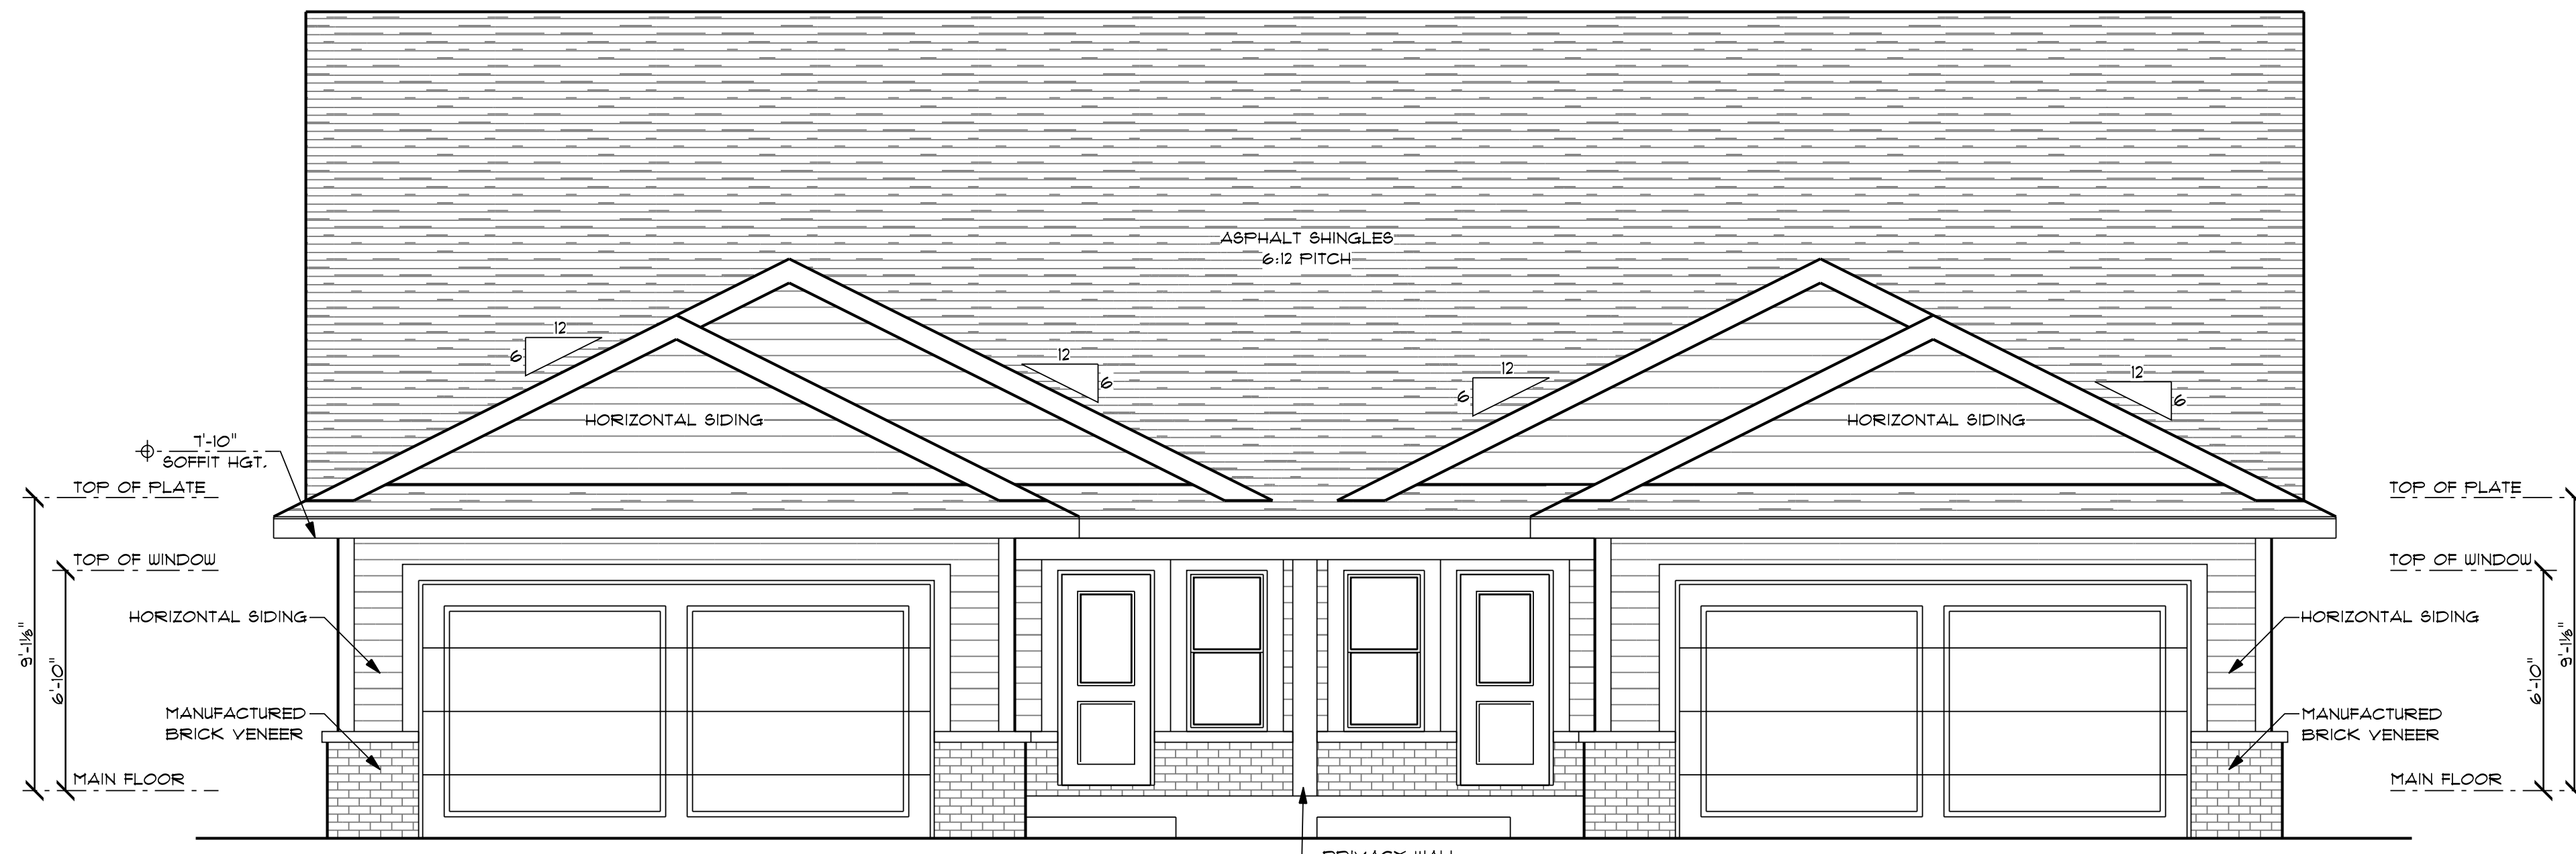 ASPHALT SHINGLES
6:12 PITCH
12
6
12
6
12
6
12
6
HORIZONTAL SIDING
HORIZONTAL SIDING
7'-10"
SOFFIT HGT.
TOP OF PLATE
TOP OF PLATE
TOP OF WINDOW
TOP OF WINDOW
HORIZONTAL SIDING
HORIZONTAL SIDING
9'-1⅛"
6'-10"
6'-10"
9'-1⅛"
MANUFACTURED
BRICK VENEER
MANUFACTURED
BRICK VENEER
MAIN FLOOR
MAIN FLOOR
PRIVACY WALL